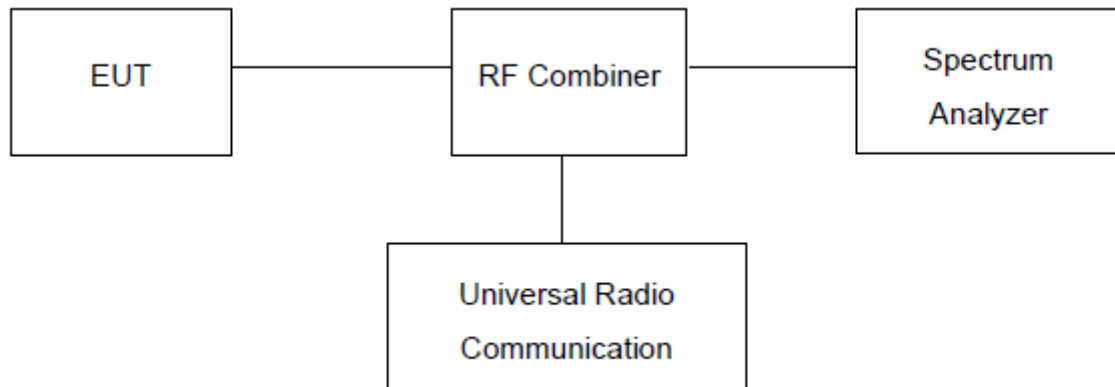 EUT
RF Combiner
Spectrum
Analyzer
Universal Radio
Communication